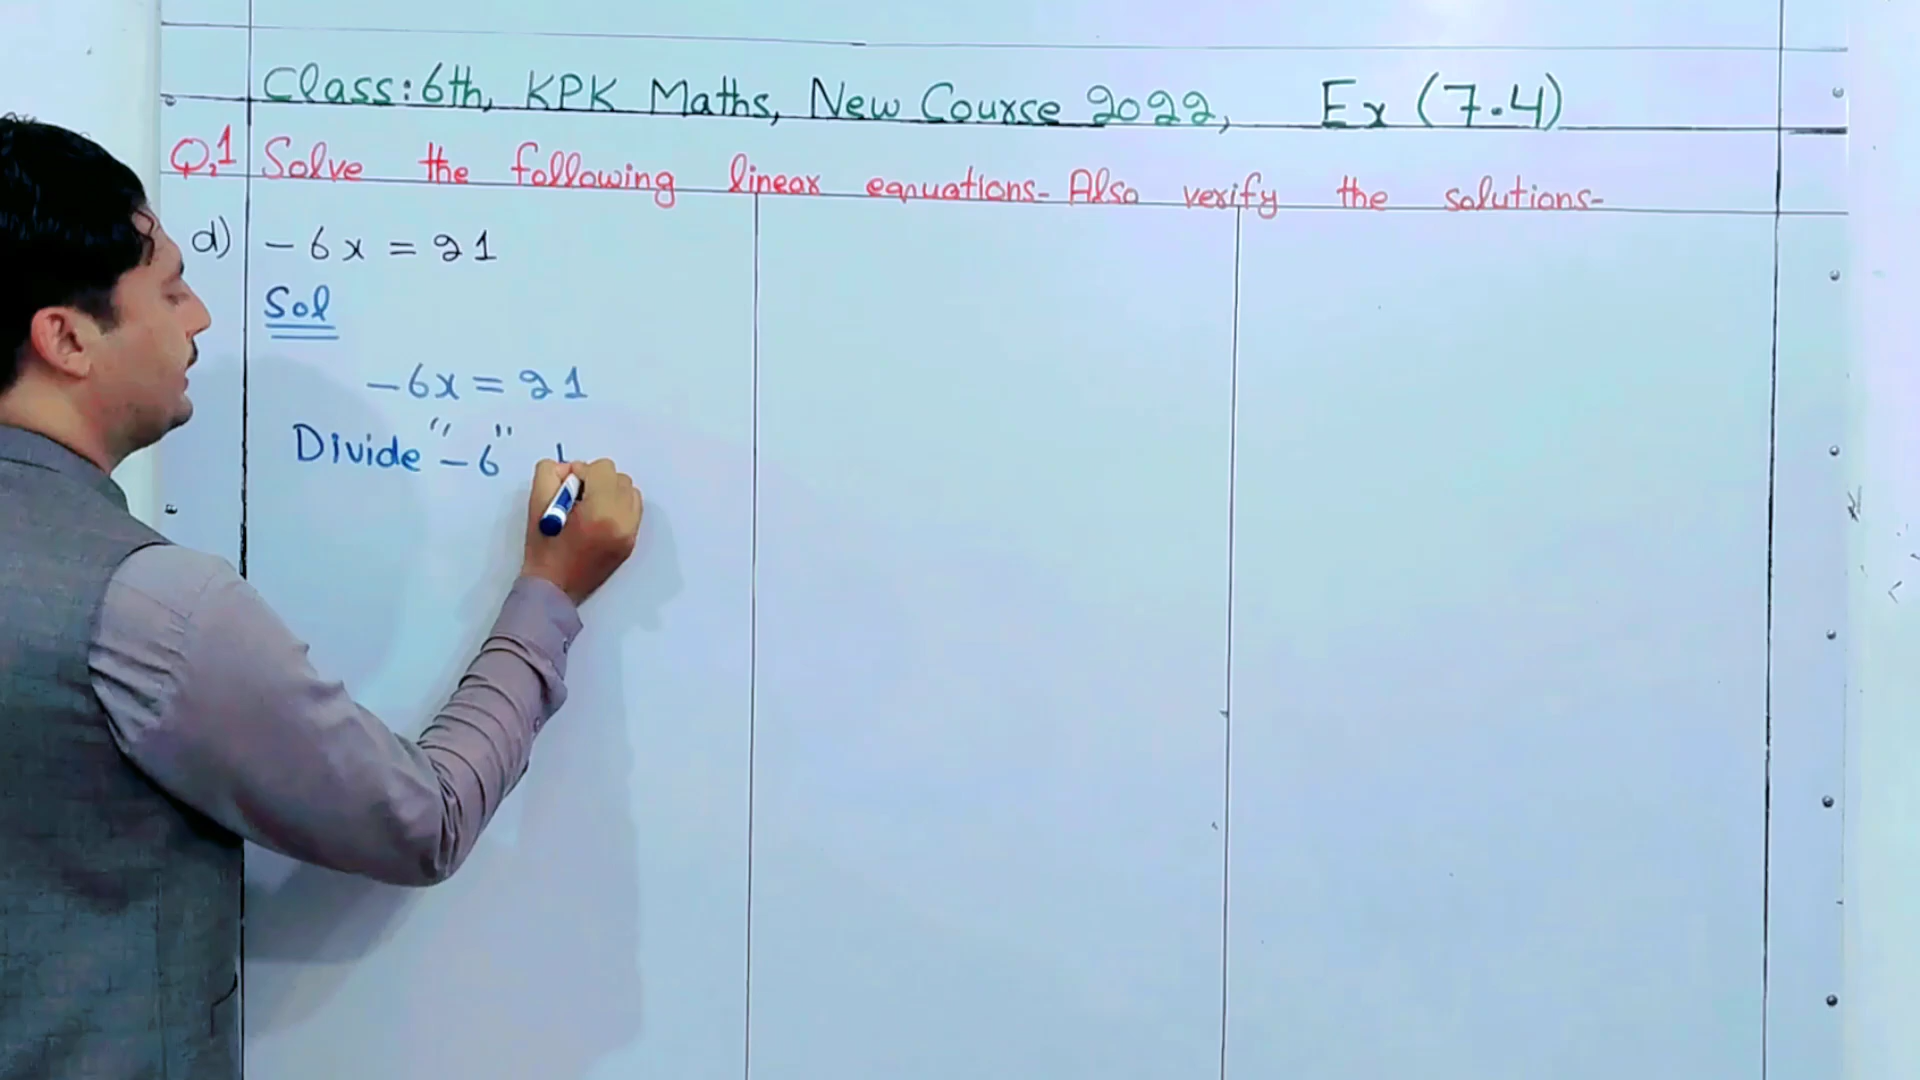 Class: 6th, KPK Maths, New Course 2022, Ex (7.4)
Q.1 Solve the following linear equations- Also verify the solutions-
d) -6x = 21
Sol
-6x = 21
Divide "-6"